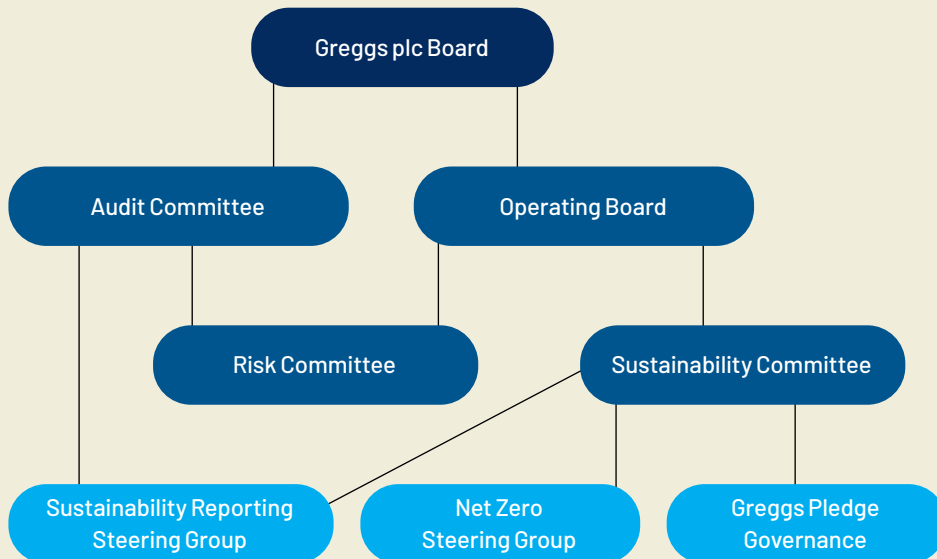 Greggs plc Board
Audit Committee
Operating Board
Risk Committee
Sustainability Committee
Sustainability Reporting
Steering Group
Net Zero
Steering Group
Greggs Pledge
Governance